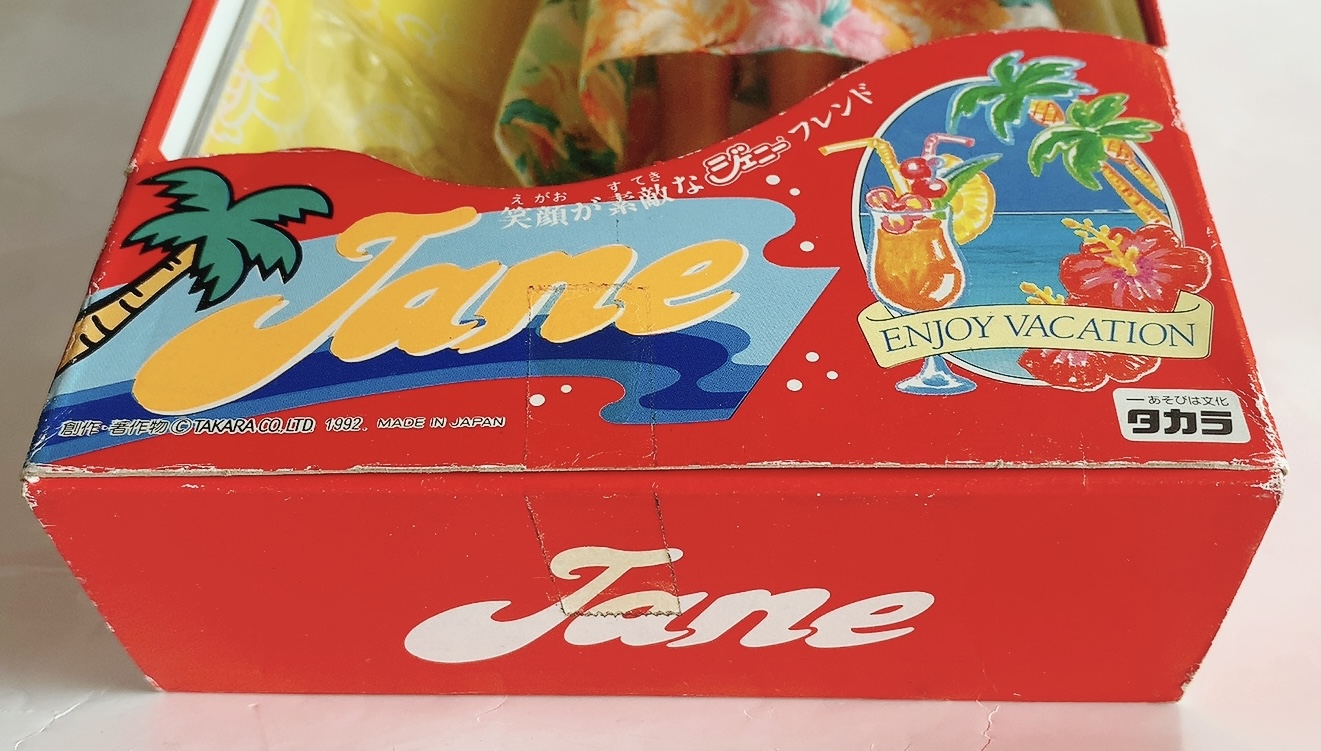 笑顔が素敵なジェニーフレンド
えがお すてき
Jane
ENJOY VACATION
創作・著作物 © TAKARA.CO.,LTD 1992. MADE IN JAPAN
— あそびは文化
タカラ
Jane